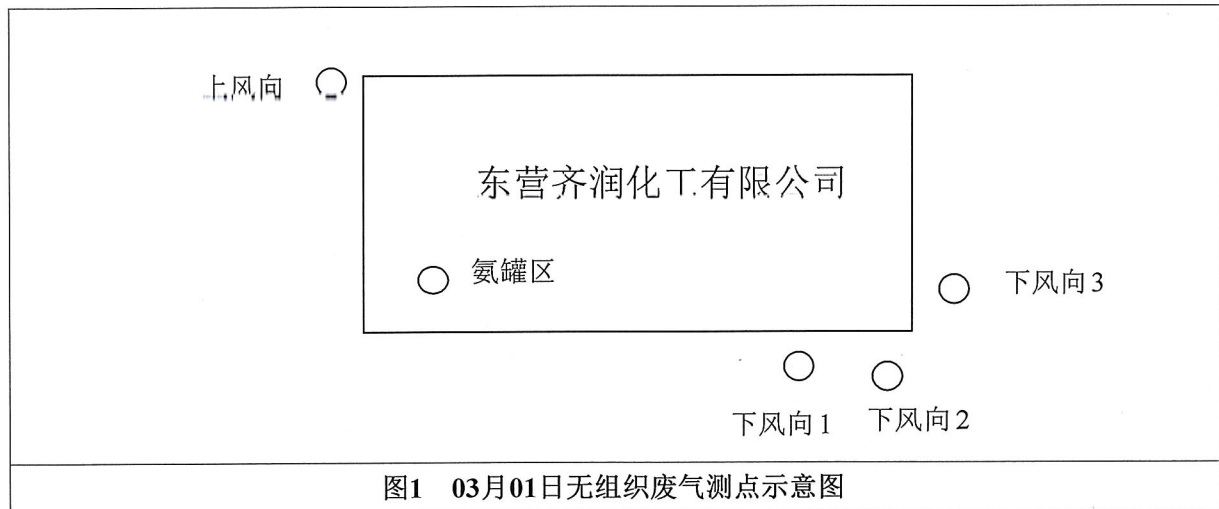 上风向
东营齐润化工有限公司
氨罐区
下风向3
下风向1
下风向2
图1 03月01日无组织废气测点示意图